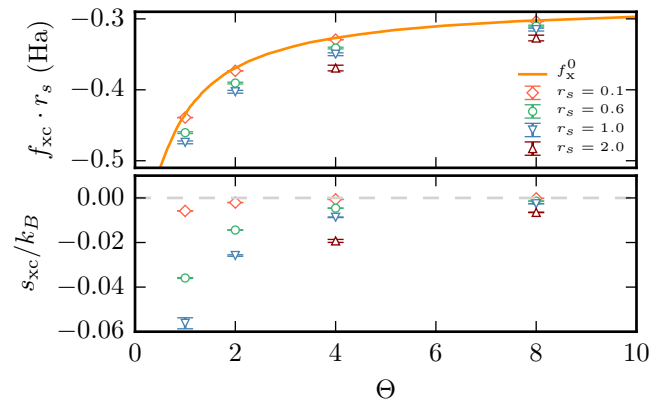 −0.3
−0.4
−0.5
f_xc · r_s (Ha)
f_x^0
r_s = 0.1
r_s = 0.6
r_s = 1.0
r_s = 2.0
0.00
−0.02
−0.04
−0.06
s_xc/k_B
0 2 4 6 8 10
Θ